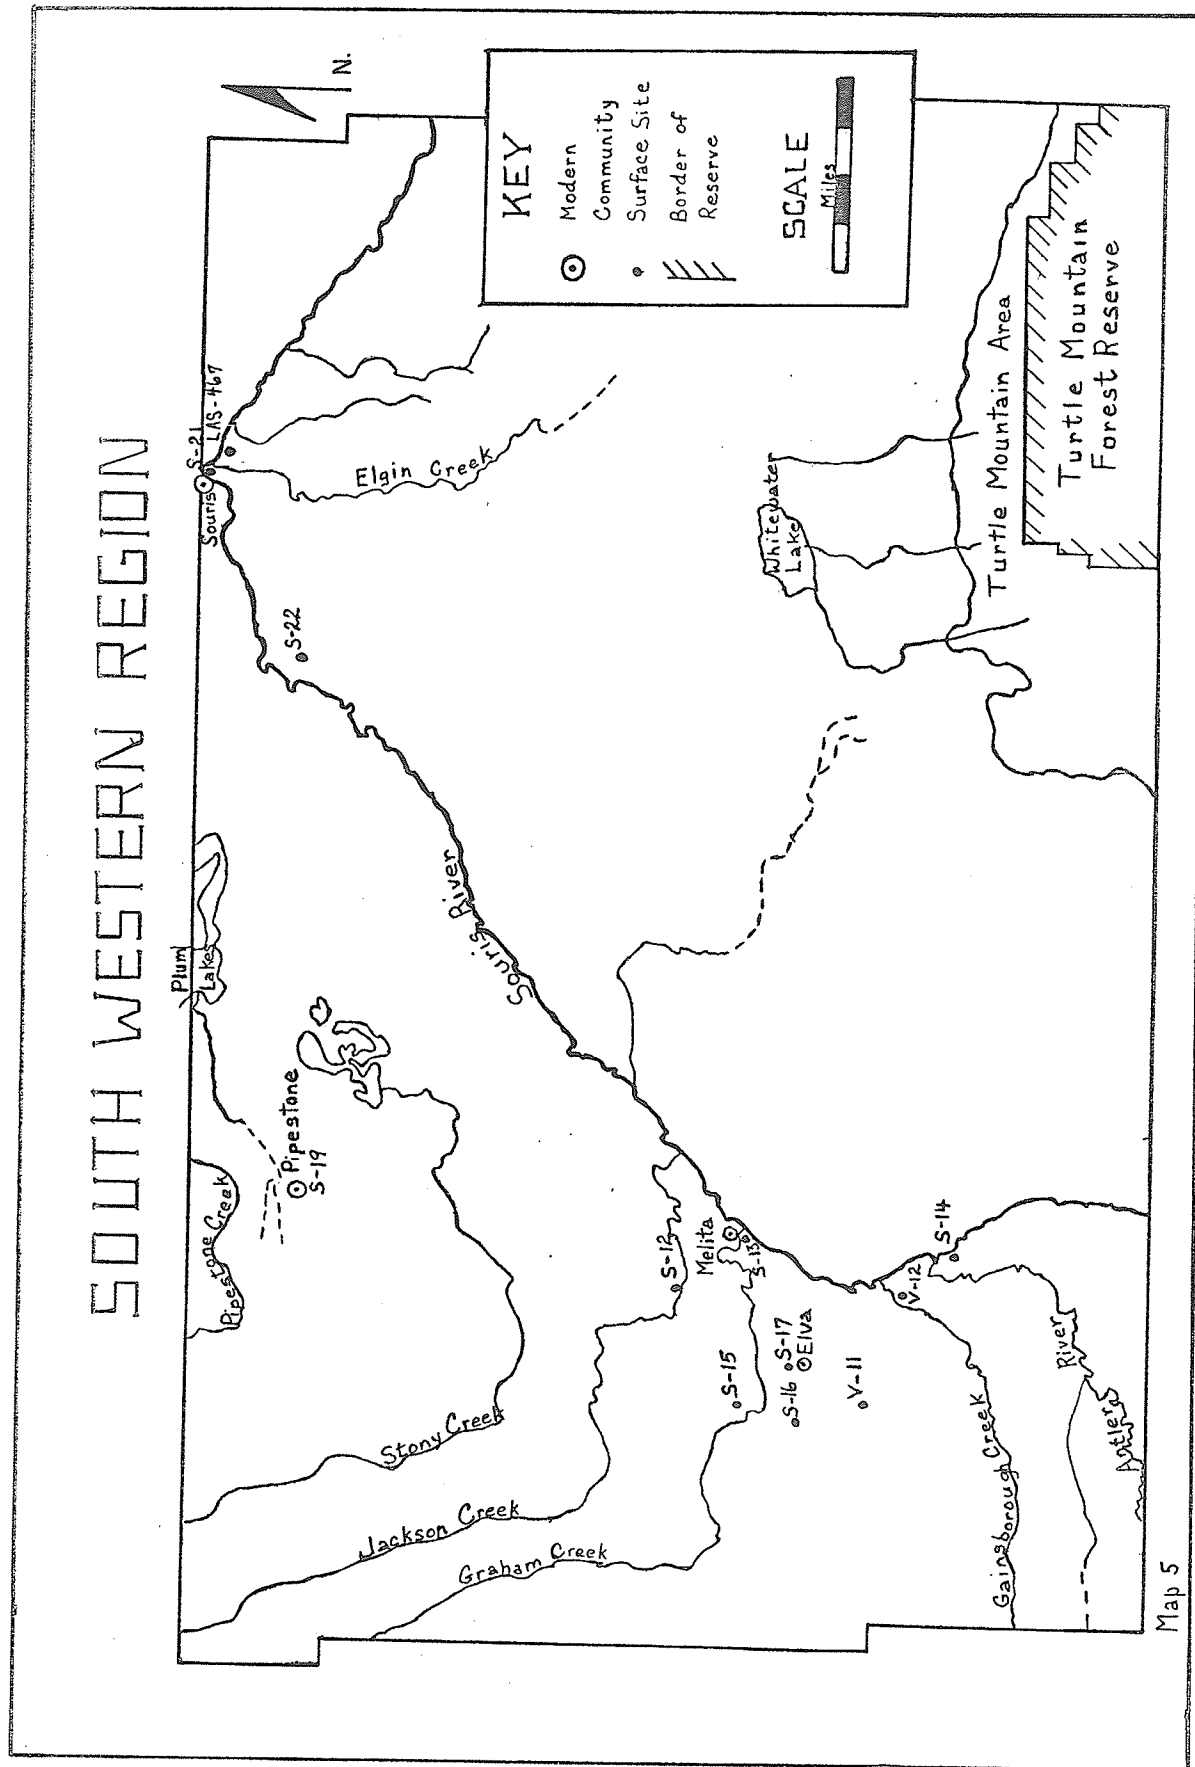 SOUTH WESTERN REGION
N.
KEY
Modern
Community
Surface Site
Border of
Reserve
SCALE
Miles
Plum
Lakes
Pipestone Creek
Pipestone
S-19
Souris
S-21
LAS-467
S-22
Elgin Creek
Souris River
Stony Creek
Jackson Creek
Graham Creek
S-12
Melita
S-13
S-15
S-16
S-17
Elva
V-11
V-12
S-14
Gainsborough Creek
Antlers
River
Whitewater
Lake
Turtle Mountain Area
Turtle Mountain
Forest Reserve
Map 5